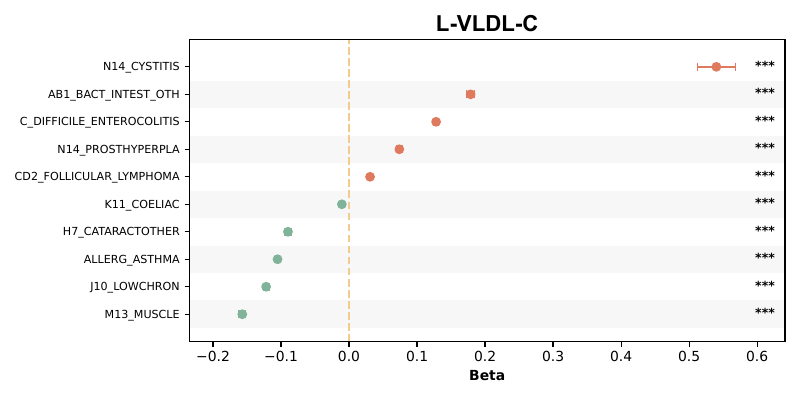 L-VLDL-C
N14_CYSTITIS ***
AB1_BACT_INTEST_OTH ***
C_DIFFICILE_ENTEROCOLITIS ***
N14_PROSTHYPERPLA ***
CD2_FOLLICULAR_LYMPHOMA ***
K11_COELIAC ***
H7_CATARACTOTHER ***
ALLERG_ASTHMA ***
J10_LOWCHRON ***
M13_MUSCLE ***
−0.2 −0.1 0.0 0.1 0.2 0.3 0.4 0.5 0.6
Beta